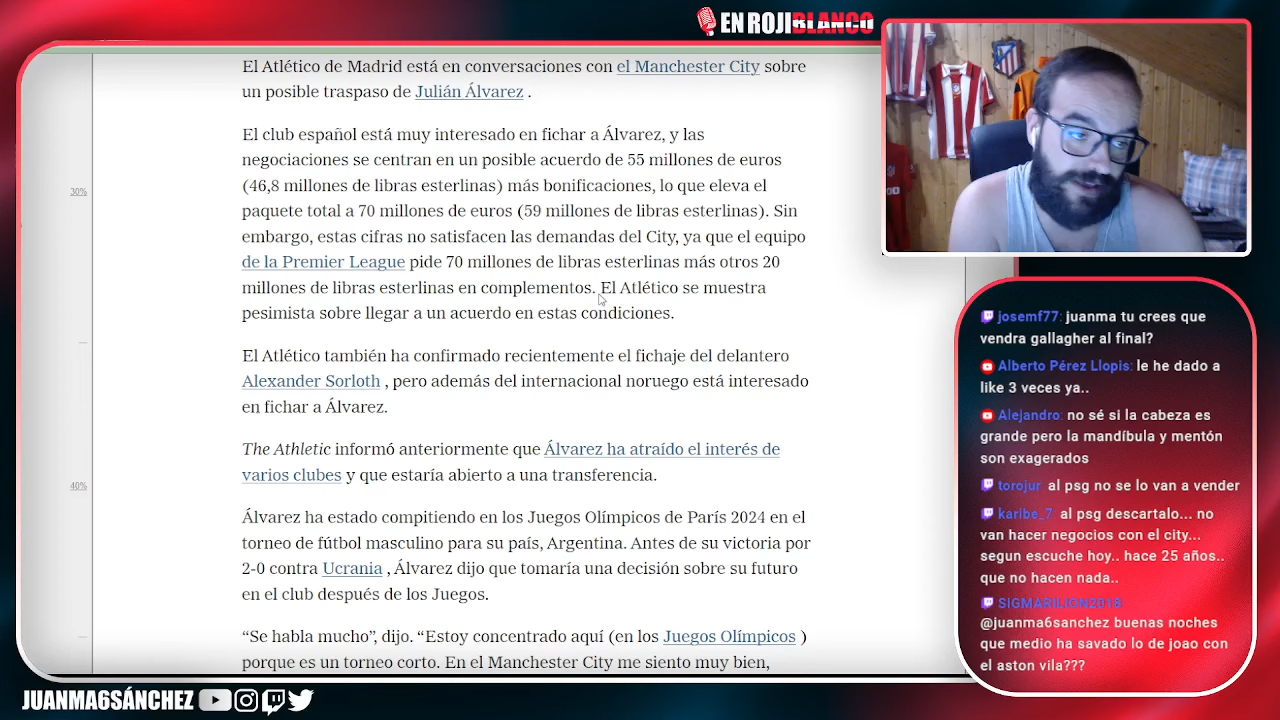 EN ROJIBLANCO
El Atlético de Madrid está en conversaciones con el Manchester City sobre
un posible traspaso de Julián Álvarez .
El club español está muy interesado en fichar a Álvarez, y las
negociaciones se centran en un posible acuerdo de 55 millones de euros
(46,8 millones de libras esterlinas) más bonificaciones, lo que eleva el
30%
paquete total a 70 millones de euros (59 millones de libras esterlinas). Sin
embargo, estas cifras no satisfacen las demandas del City, ya que el equipo
de la Premier League pide 70 millones de libras esterlinas más otros 20
millones de libras esterlinas en complementos. El Atlético se muestra
pesimista sobre llegar a un acuerdo en estas condiciones.
El Atlético también ha confirmado recientemente el fichaje del delantero
Alexander Sorloth , pero además del internacional noruego está interesado
en fichar a Álvarez.
The Athletic informó anteriormente que Álvarez ha atraído el interés de
varios clubes y que estaría abierto a una transferencia.
40%
Álvarez ha estado compitiendo en los Juegos Olímpicos de París 2024 en el
torneo de fútbol masculino para su país, Argentina. Antes de su victoria por
2-0 contra Ucrania , Álvarez dijo que tomaría una decisión sobre su futuro
en el club después de los Juegos.
“Se habla mucho”, dijo. “Estoy concentrado aquí (en los Juegos Olímpicos )
porque es un torneo corto. En el Manchester City me siento muy bien,
josemf77: juanma tu crees que
vendra gallagher al final?
Alberto Pérez Llopis: le he dado a
like 3 veces ya..
Alejandro: no sé si la cabeza es
grande pero la mandíbula y mentón
son exagerados
torojur al psg no se lo van a vender
karibe_7 al psg descartalo... no
van hacer negocios con el city...
segun escuche hoy.. hace 25 años..
que no hacen nada..
SIGMARILION2018
@juanma6sanchez buenas noches
que medio ha savado lo de joao con
el aston vila???
JUANMA6SÁNCHEZ